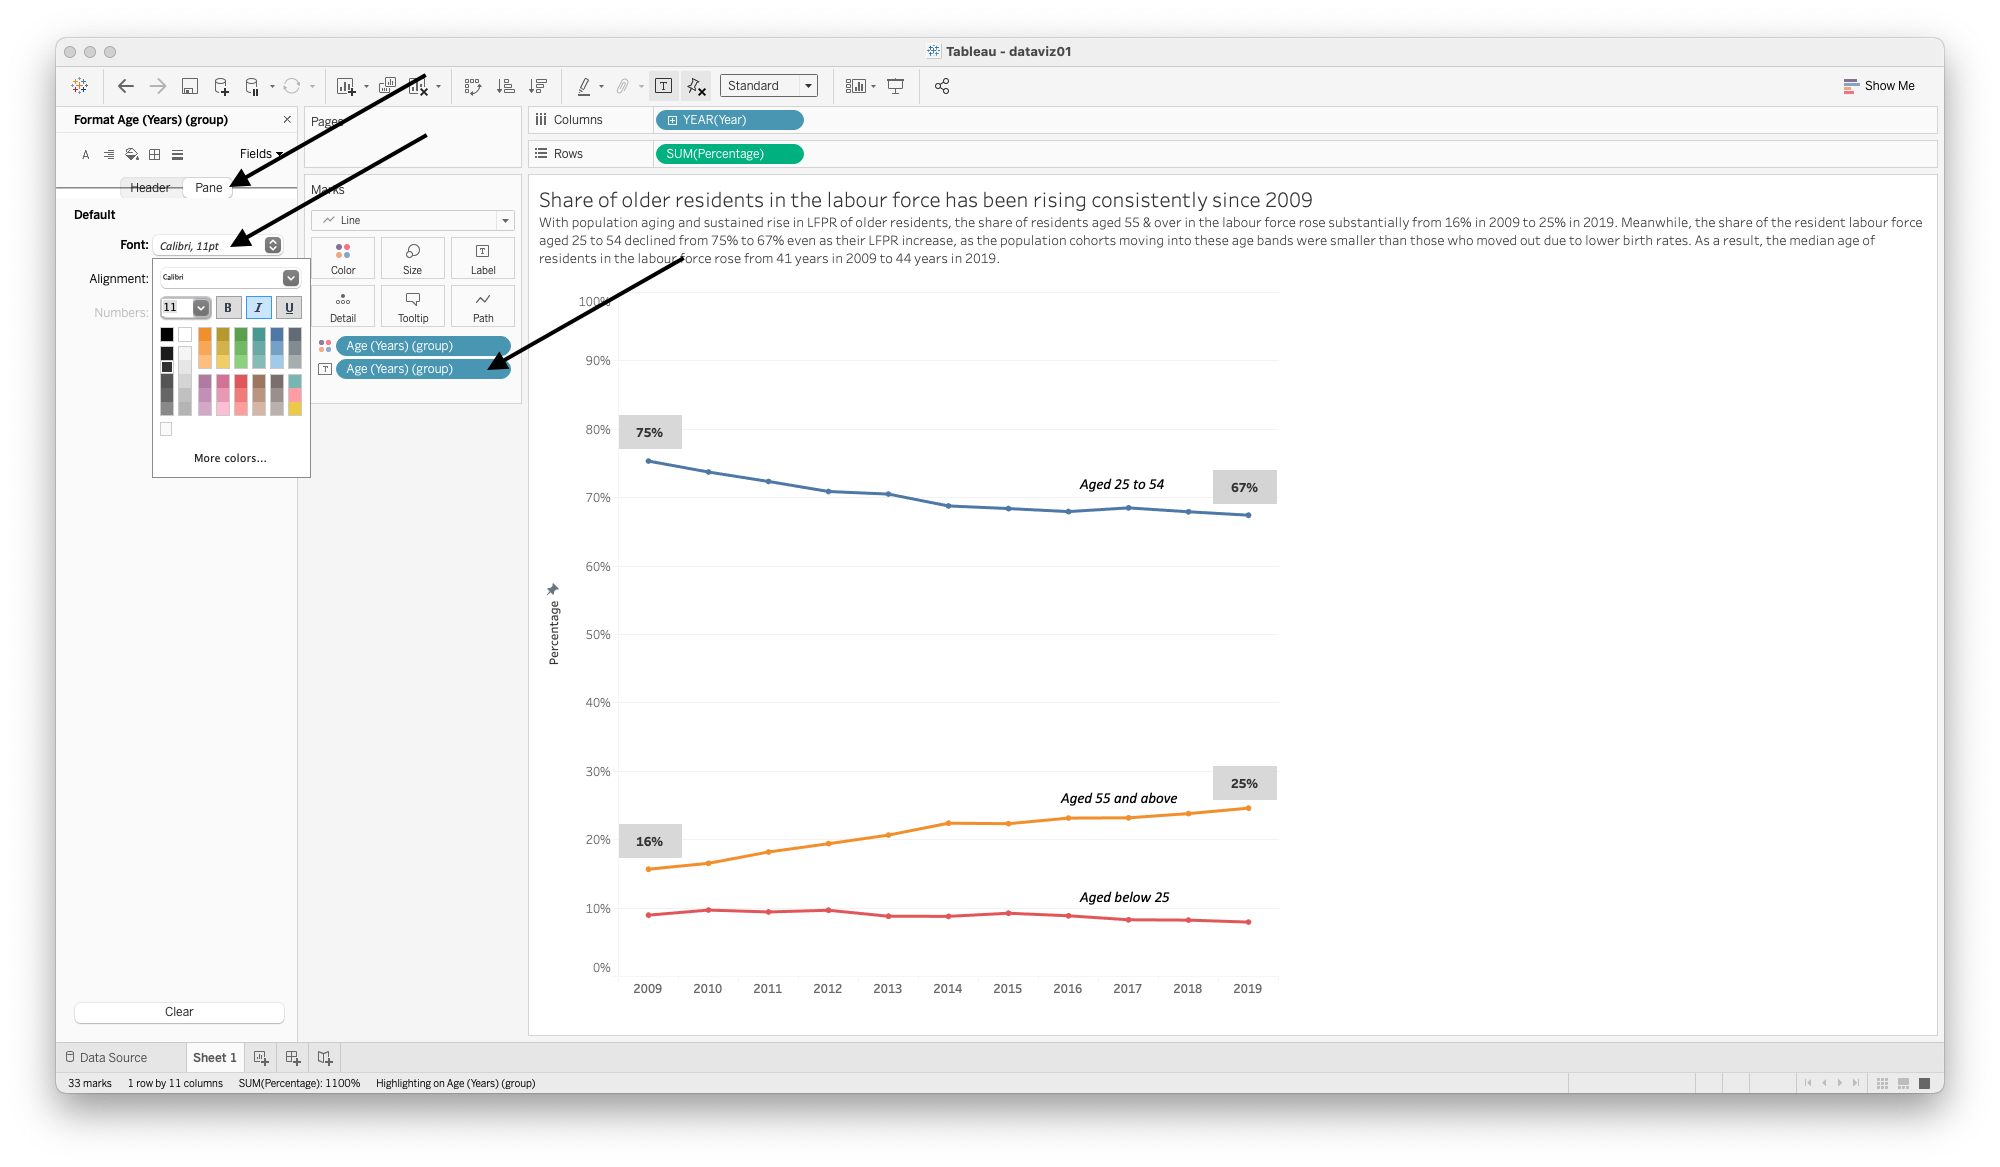 Tableau - dataviz01
Standard
Show Me
Format Age (Years) (group)
Fields
Header
Pane
Default
Font:
Calibri, 11pt
Alignment:
Numbers:
Calibri
11
B
I
U
More colors...
Clear
Pages
Marks
Line
Color
Size
Label
Detail
Tooltip
Path
Age (Years) (group)
Age (Years) (group)
Columns
YEAR(Year)
Rows
SUM(Percentage)
Share of older residents in the labour force has been rising consistently since 2009
With population aging and sustained rise in LFPR of older residents, the share of residents aged 55 & over in the labour force rose substantially from 16% in 2009 to 25% in 2019. Meanwhile, the share of the resident labour force
aged 25 to 54 declined from 75% to 67% even as their LFPR increase, as the population cohorts moving into these age bands were smaller than those who moved out due to lower birth rates. As a result, the median age of
residents in the labour force rose from 41 years in 2009 to 44 years in 2019.
100%
90%
80%
70%
60%
50%
40%
30%
20%
10%
0%
Percentage
75%
Aged 25 to 54
67%
25%
Aged 55 and above
16%
Aged below 25
2009 2010 2011 2012 2013 2014 2015 2016 2017 2018 2019
Data Source
Sheet 1
33 marks
1 row by 11 columns
SUM(Percentage): 1100%
Highlighting on Age (Years) (group)